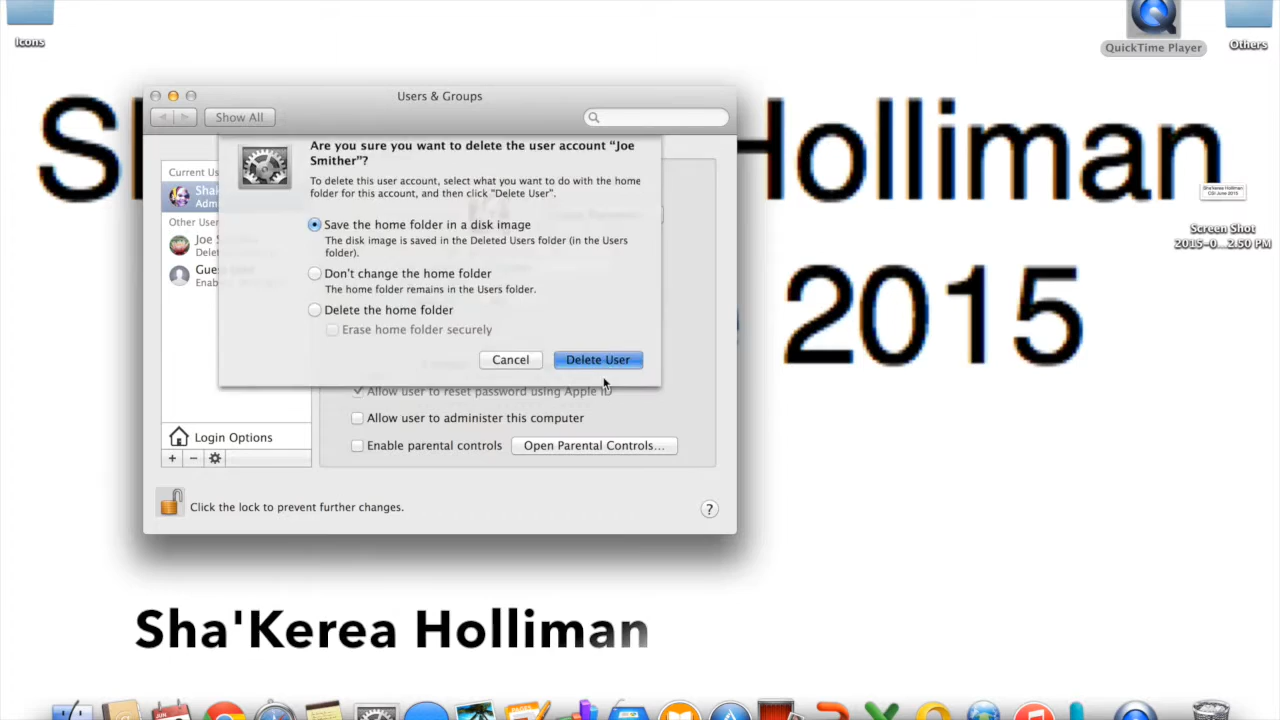 Icons
QuickTime Player
Others
Users & Groups
Show All
Holliman
Are you sure you want to delete the user account “Joe
Smither”?
To delete this user account, select what you want to do with the home
folder for this account, and then click "Delete User".
Current
Other User
Joe
Save the home folder in a disk image
The disk image is saved in the Deleted Users folder (in the Users
folder).
Don't change the home folder
The home folder remains in the Users folder.
Delete the home folder
Erase home folder securely
Cancel
Delete User
Sha'Kerea Holliman
CSI June 2015
Screen Shot
2015-0...2.50 PM
2015
Allow user to reset password using Apple ID
Allow user to administer this computer
Enable parental controls
Open Parental Controls...
Login Options
Click the lock to prevent further changes.
?
Sha'Kerea Holliman